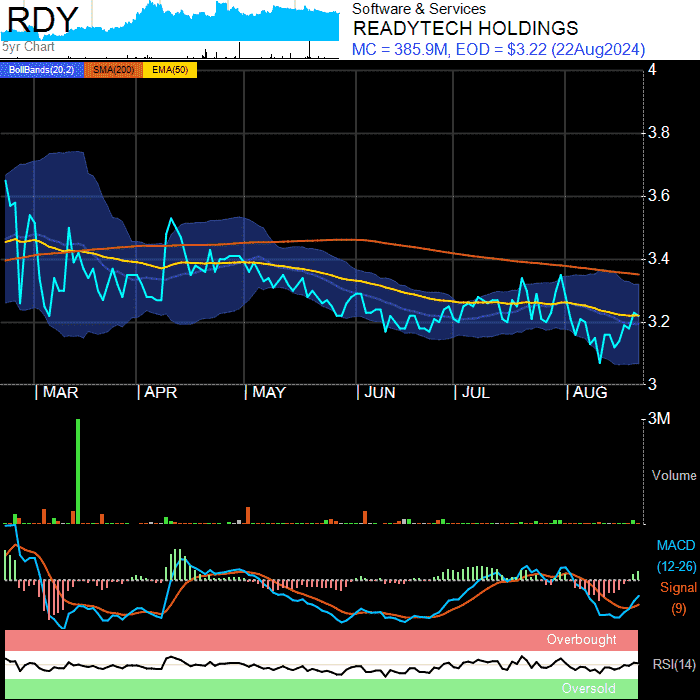 RDY
5yr Chart
Software & Services
READYTECH HOLDINGS
MC = 385.9M, EOD = $3.22 (22Aug2024)
BollBands(20,2) SMA(200) EMA(50)
4
3.8
3.6
3.4
3.2
3
MAR APR MAY JUN JUL AUG
3M
Volume
MACD
(12-26)
Signal
(9)
Overbought
RSI(14)
Oversold